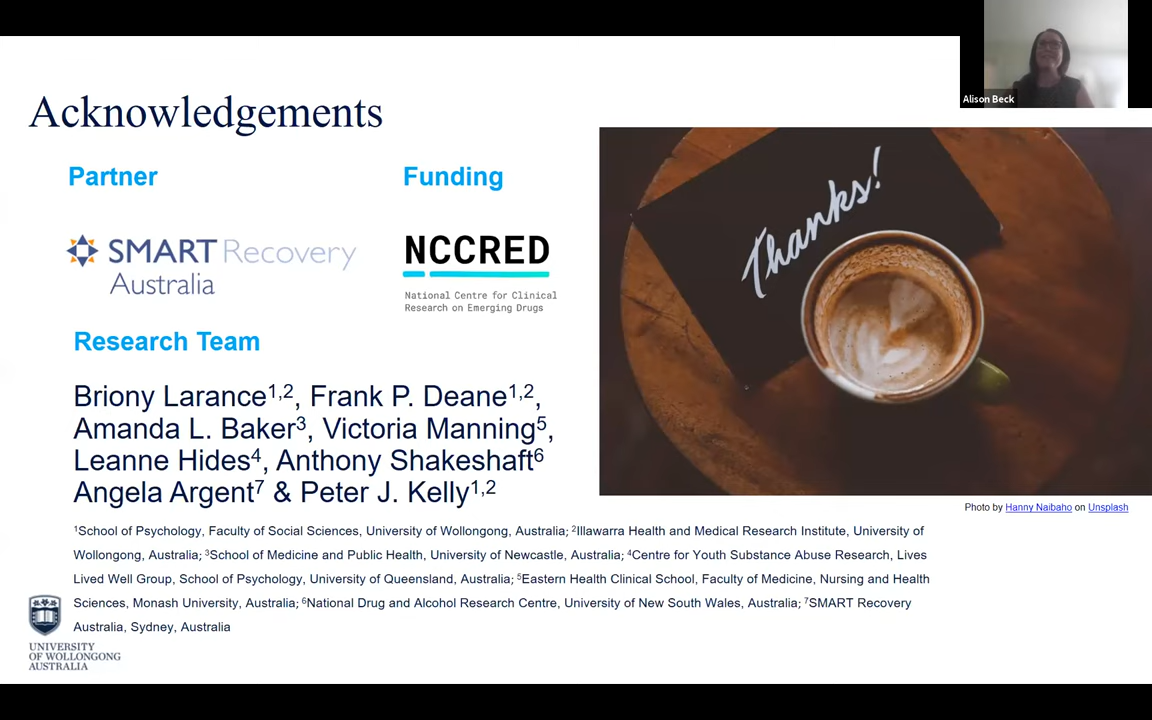 Alison Beck
Acknowledgements
Partner
Funding
SMART Recovery
Australia
NCCRED
National Centre for Clinical
Research on Emerging Drugs
Thanks!
Research Team
Briony Larance1,2, Frank P. Deane1,2,
Amanda L. Baker3, Victoria Manning5,
Leanne Hides4, Anthony Shakeshaft6
Angela Argent7 & Peter J. Kelly1,2
Photo by Hanny Naibaho on Unsplash
1School of Psychology, Faculty of Social Sciences, University of Wollongong, Australia; 2Illawarra Health and Medical Research Institute, University of
Wollongong, Australia; 3School of Medicine and Public Health, University of Newcastle, Australia; 4Centre for Youth Substance Abuse Research, Lives
Lived Well Group, School of Psychology, University of Queensland, Australia; 5Eastern Health Clinical School, Faculty of Medicine, Nursing and Health
Sciences, Monash University, Australia; 6National Drug and Alcohol Research Centre, University of New South Wales, Australia; 7SMART Recovery
Australia, Sydney, Australia
UNIVERSITY
OF WOLLONGONG
AUSTRALIA